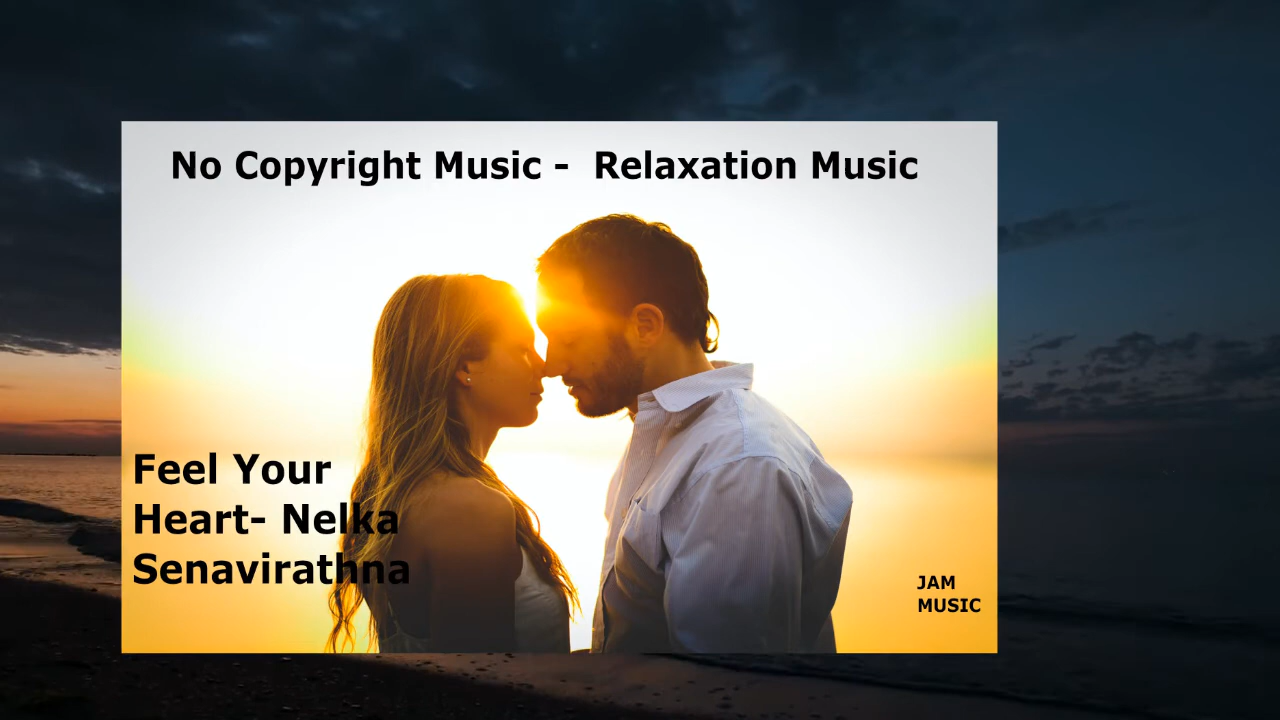 No Copyright Music -  Relaxation Music
Feel Your
Heart- Nelka
Senavirathna
JAM
MUSIC